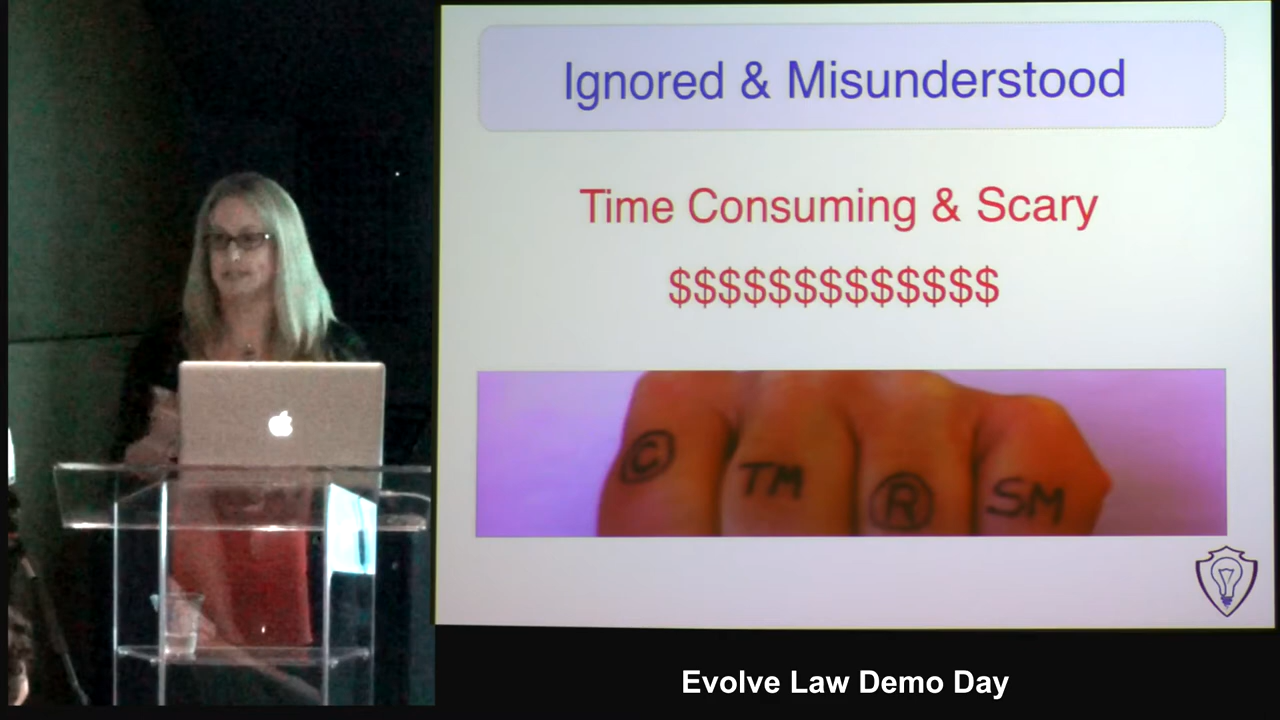 Ignored & Misunderstood
Time Consuming & Scary
$$$$$$$$$$$$$
© TM ® SM
Evolve Law Demo Day